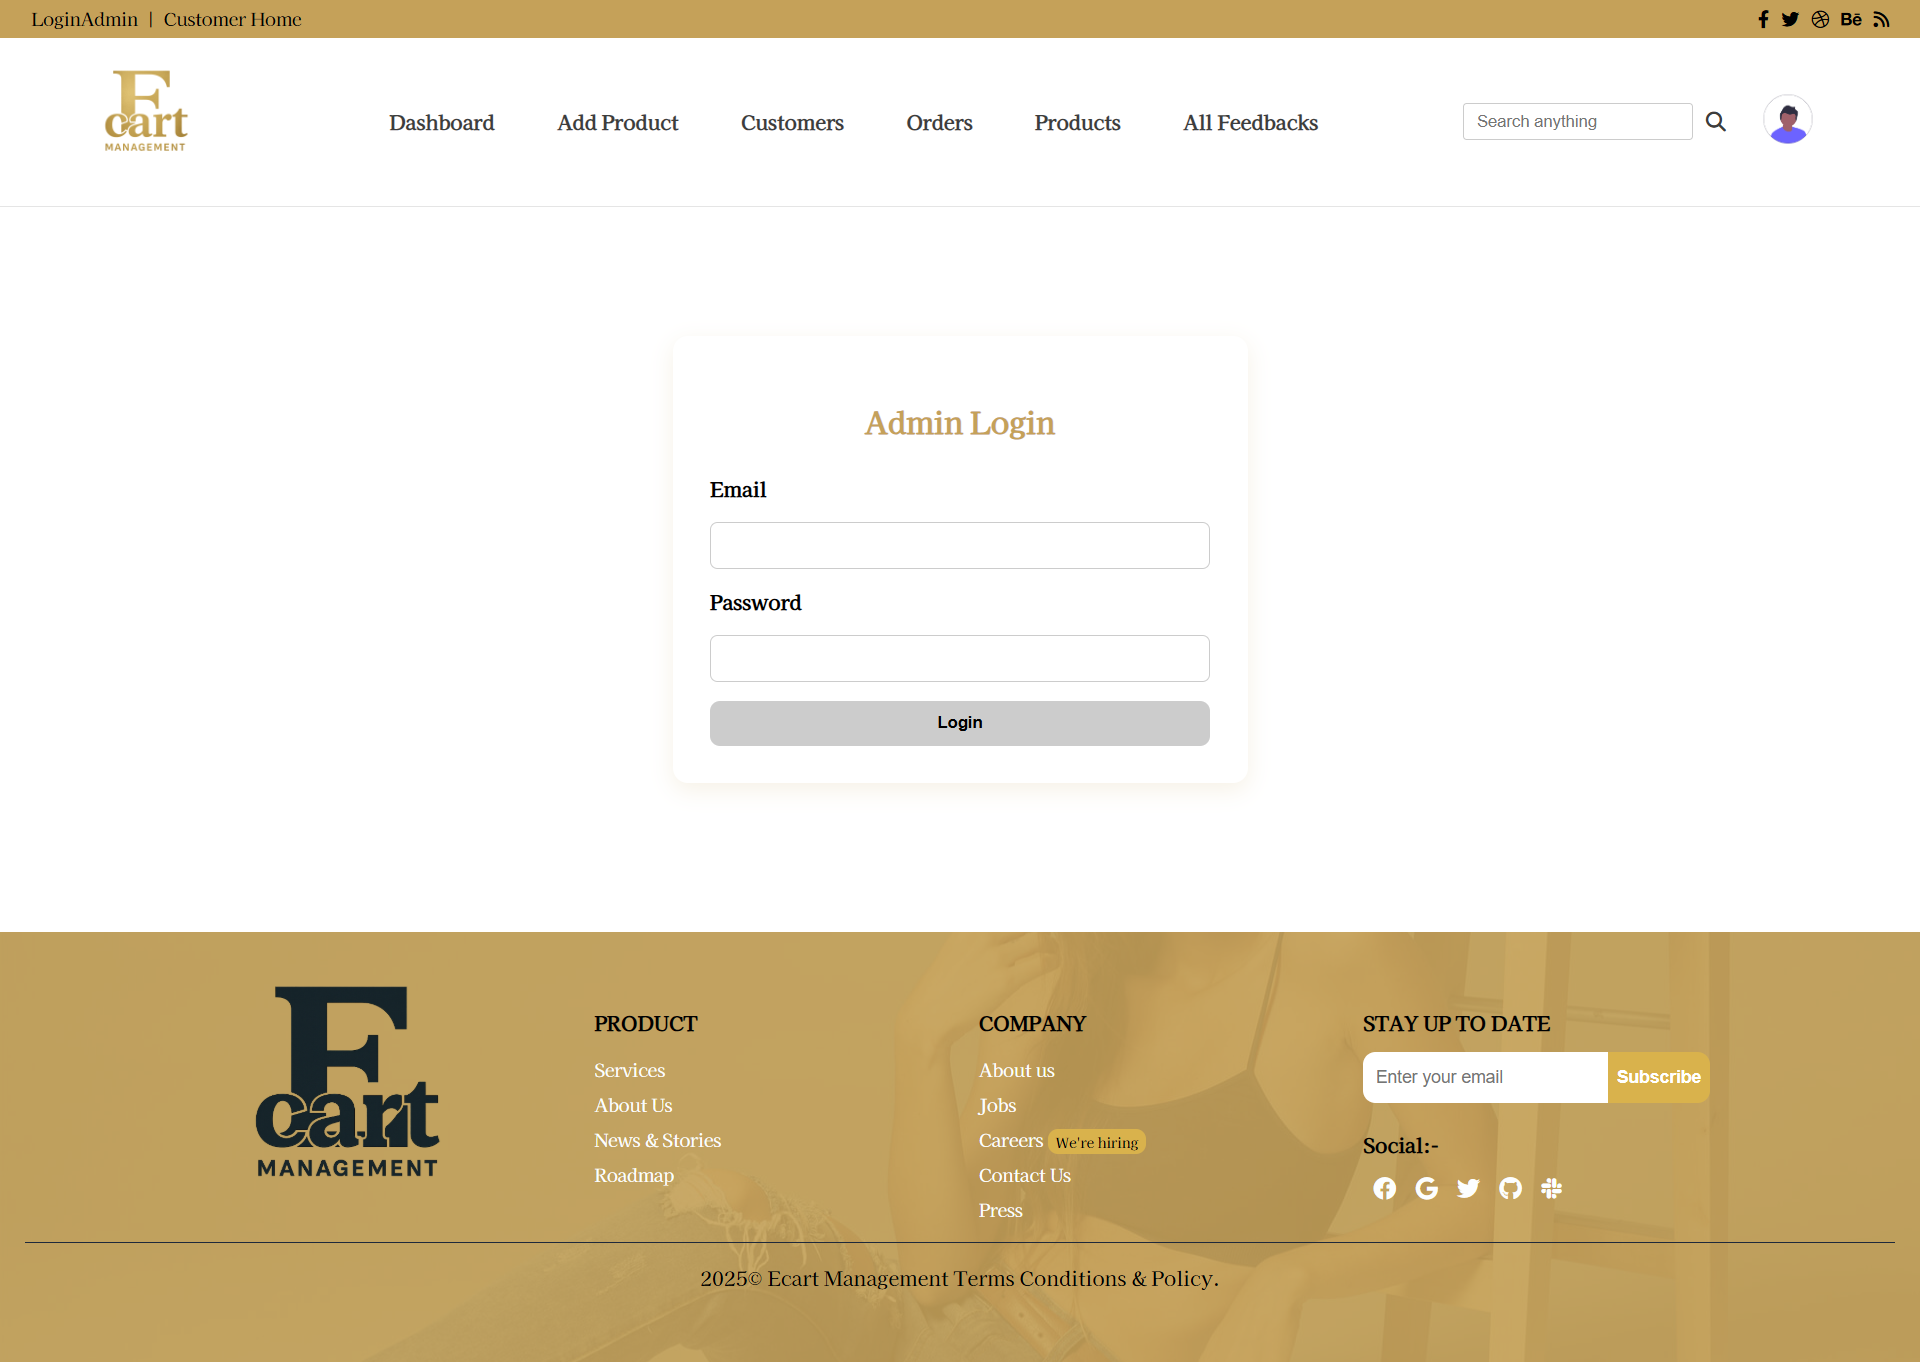 LoginAdmin | Customer Home
Bē
E
cart
MANAGEMENT
Dashboard
Add Product
Customers
Orders
Products
All Feedbacks
Search anything
Admin Login
Email
Password
Login
E
cart
MANAGEMENT
PRODUCT
Services
About Us
News & Stories
Roadmap
COMPANY
About us
Jobs
Careers We're hiring
Contact Us
Press
STAY UP TO DATE
Enter your email
Subscribe
Social:-
2025© Ecart Management Terms Conditions & Policy.